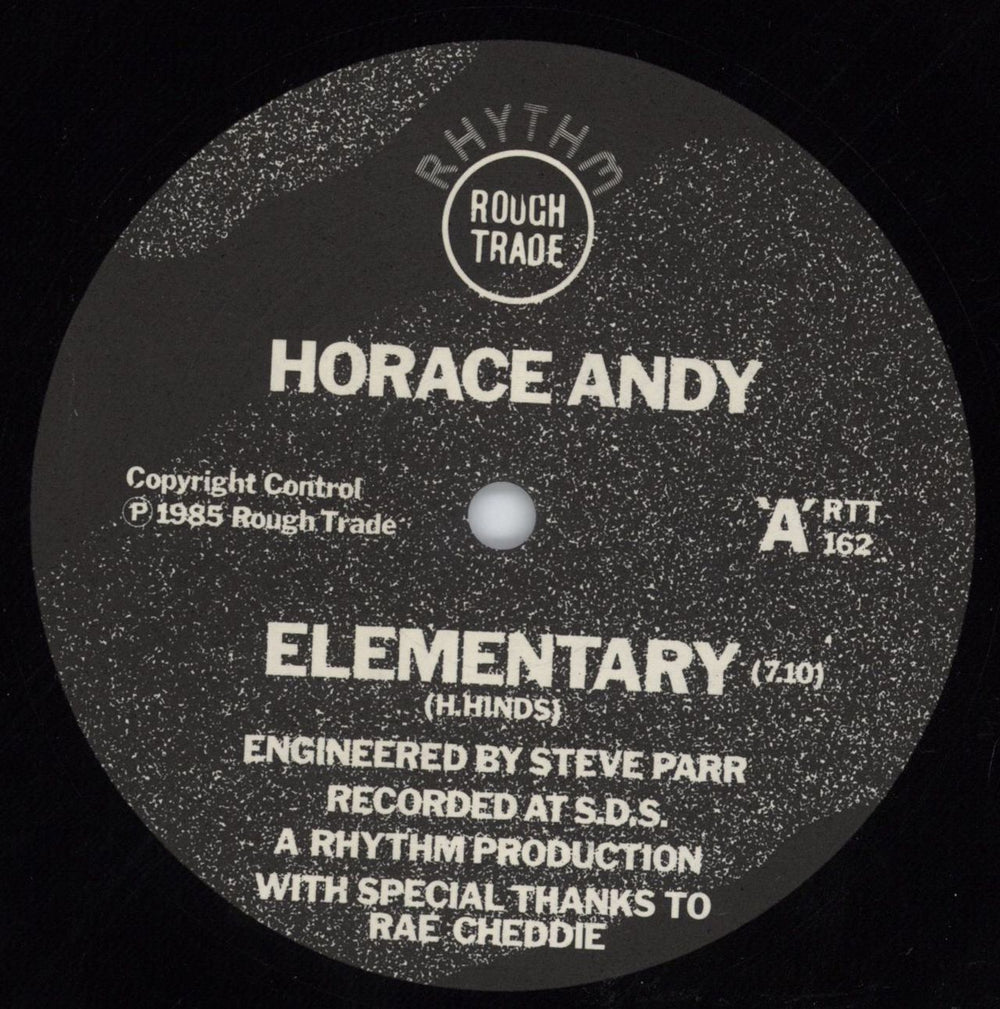 RHYTHM
ROUGH
TRADE
HORACE ANDY
Copyright Control
Ⓟ 1985 Rough Trade
'A' RTT
162
ELEMENTARY (7.10)
(H.HINDS)
ENGINEERED BY STEVE PARR
RECORDED AT S.D.S.
A RHYTHM PRODUCTION
WITH SPECIAL THANKS TO
RAE CHEDDIE